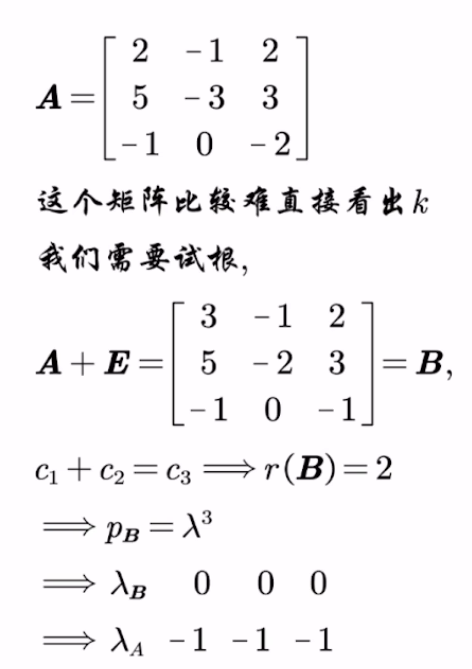 A = [ 2 -1 2
5 -3 3
-1 0 -2 ]
这个矩阵比较难直接看出k
我们需要试根,
A + E = [ 3 -1 2
5 -2 3
-1 0 -1 ] = B,
c₁ + c₂ = c₃ ⟹ r(B) = 2
⟹ p_B = λ³
⟹ λ_B 0 0 0
⟹ λ_A -1 -1 -1